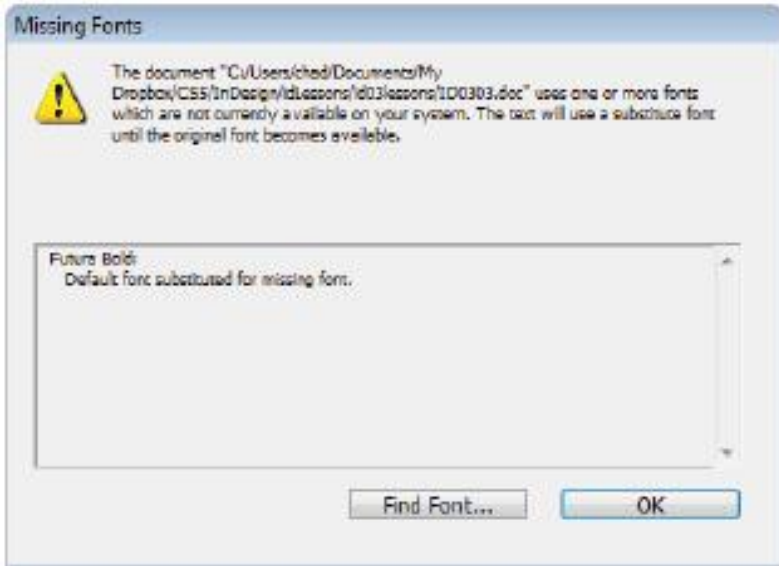 Missing Fonts
The document "C:/Users/chad/Documents/My
Dropbox/CS5/InDesign/idLessons/id03lessons/ID0303.doc" uses one or more fonts
which are not currently available on your system. The text will use a substitute font
until the original font becomes available.
Futura Bold:
Default font substituted for missing font.
Find Font...
OK